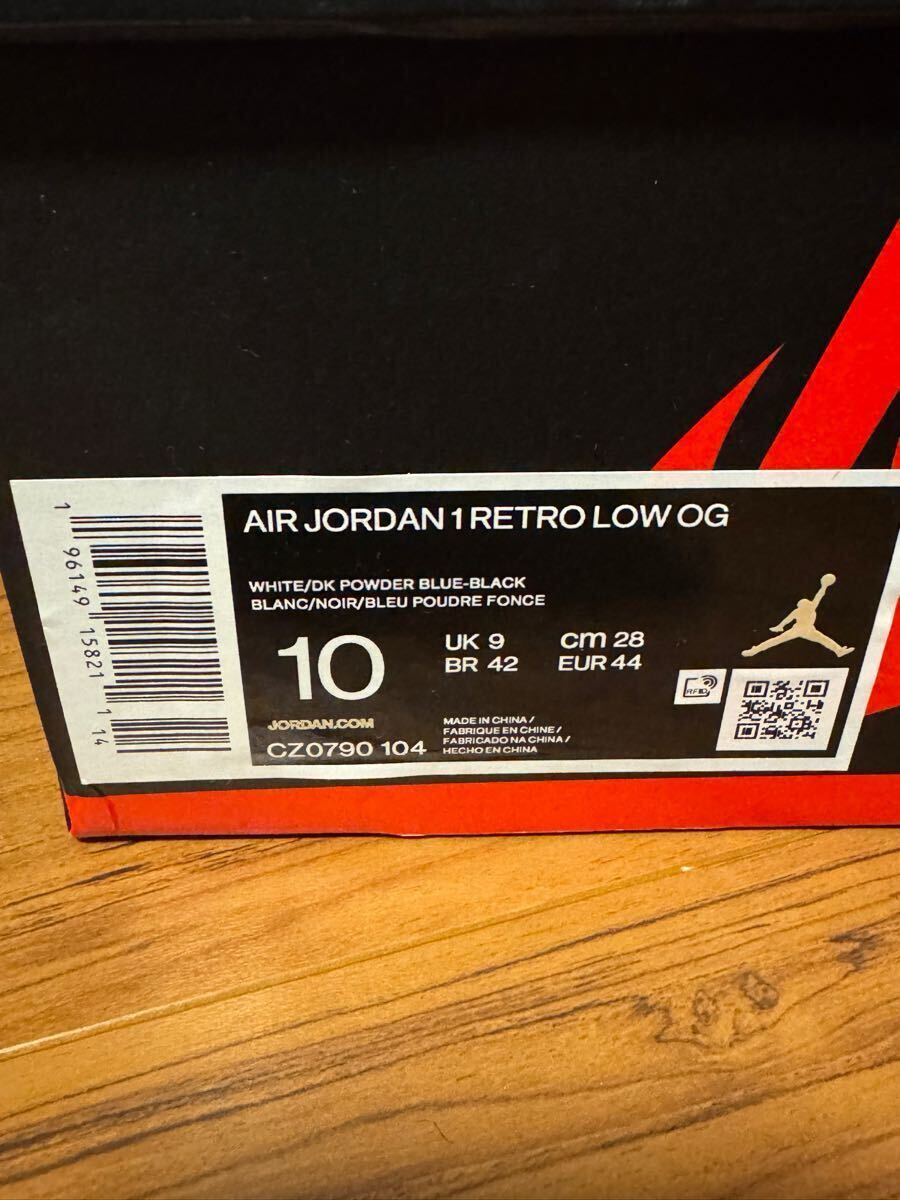 AIR JORDAN 1 RETRO LOW OG
WHITE/DK POWDER BLUE-BLACK
BLANC/NOIR/BLEU POUDRE FONCE
10
UK 9
cm 28
BR 42
EUR 44
JORDAN.COM
CZ0790 104
MADE IN CHINA /
FABRIQUE EN CHINE /
FABRICADO NA CHINA /
HECHO EN CHINA
RFID
1 96149 15821 1 14